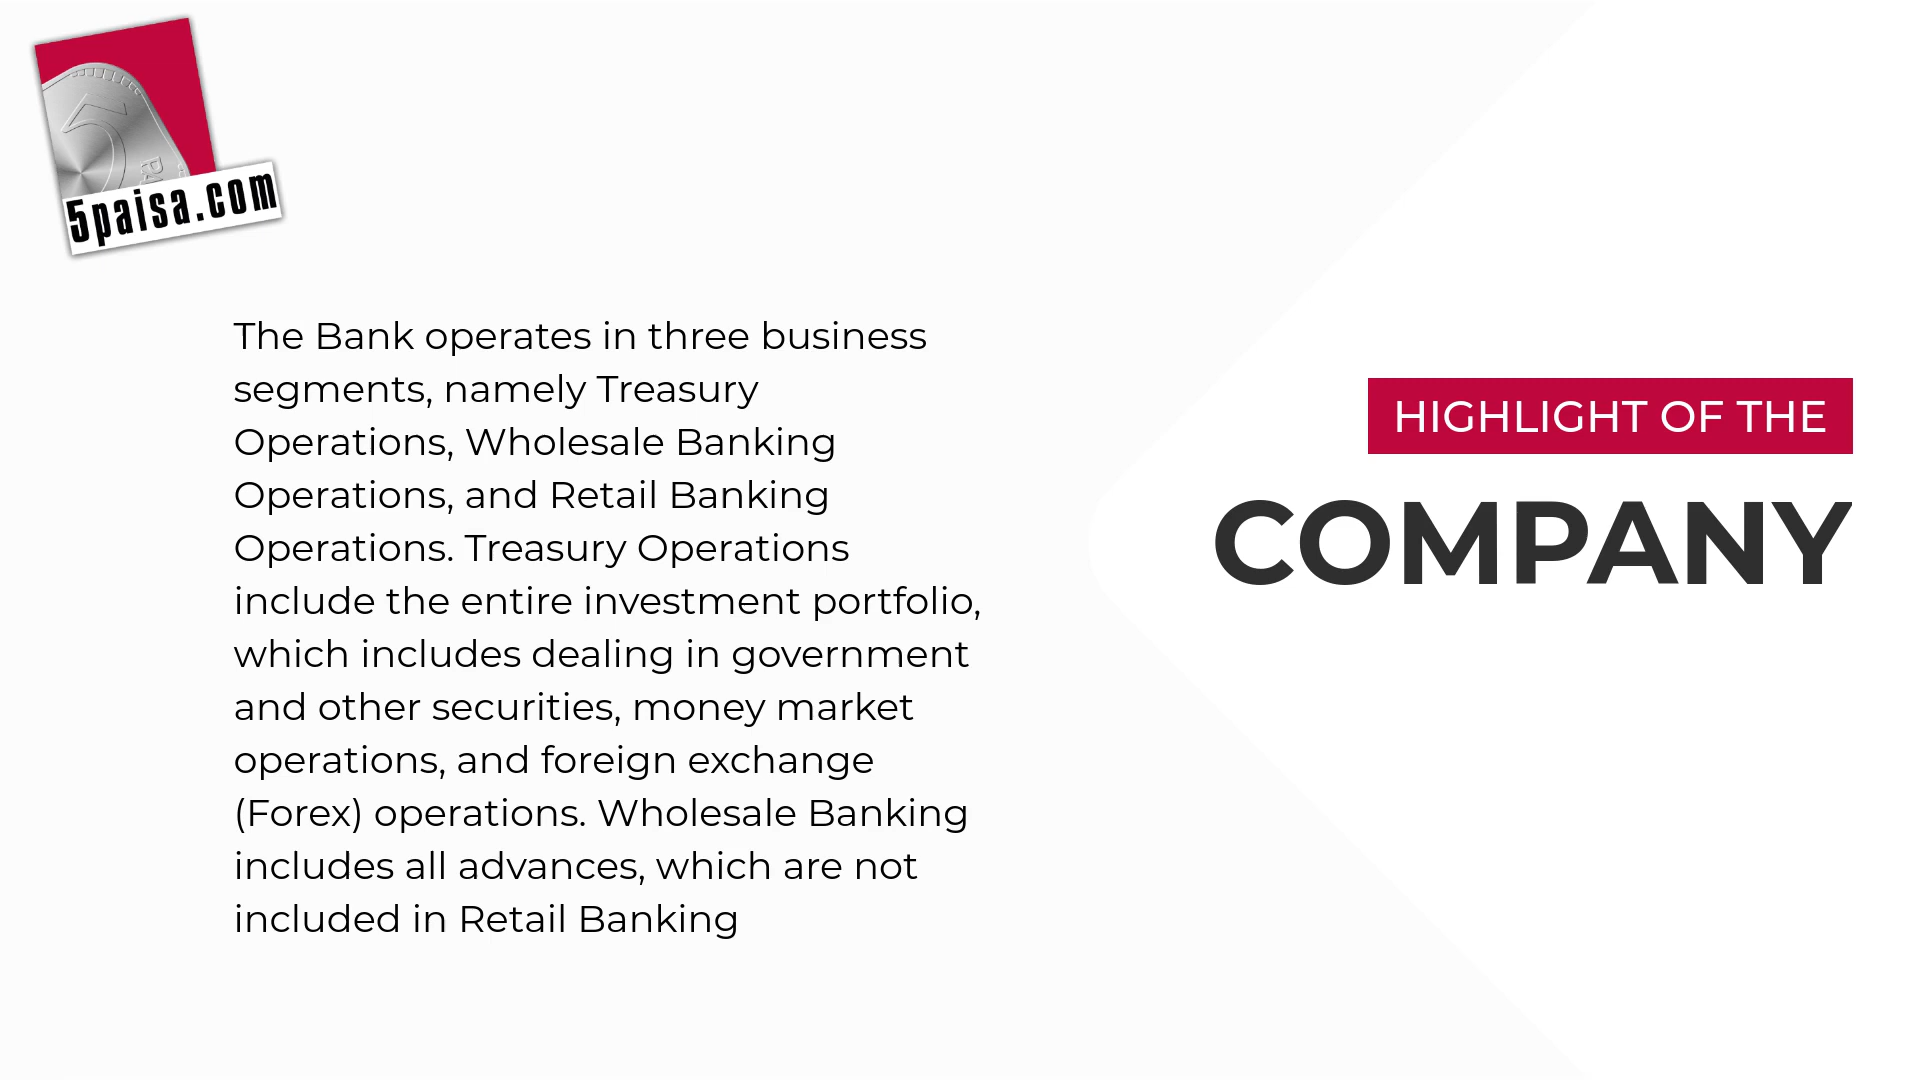 5paisa.com
The Bank operates in three business
segments, namely Treasury
Operations, Wholesale Banking
Operations, and Retail Banking
Operations. Treasury Operations
include the entire investment portfolio,
which includes dealing in government
and other securities, money market
operations, and foreign exchange
(Forex) operations. Wholesale Banking
includes all advances, which are not
included in Retail Banking
HIGHLIGHT OF THE
COMPANY